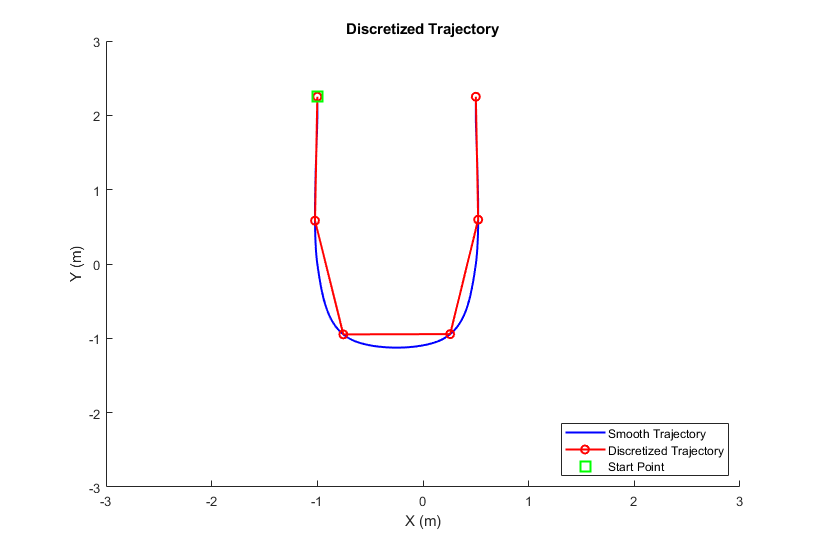 Discretized Trajectory
3
2
1
0
-1
-2
-3
Y (m)
-3
-2
-1
0
1
2
3
X (m)
Smooth Trajectory
Discretized Trajectory
Start Point